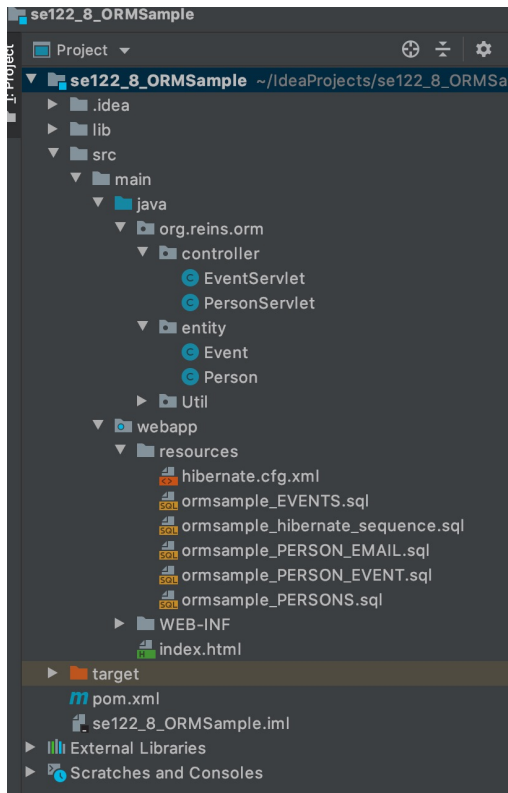 se122_8_ORMSample
1: Project
Project
se122_8_ORMSample ~/IdeaProjects/se122_8_ORMSa
.idea
lib
src
main
java
org.reins.orm
controller
EventServlet
PersonServlet
entity
Event
Person
Util
webapp
resources
hibernate.cfg.xml
ormsample_EVENTS.sql
ormsample_hibernate_sequence.sql
ormsample_PERSON_EMAIL.sql
ormsample_PERSON_EVENT.sql
ormsample_PERSONS.sql
WEB-INF
index.html
target
pom.xml
se122_8_ORMSample.iml
External Libraries
Scratches and Consoles